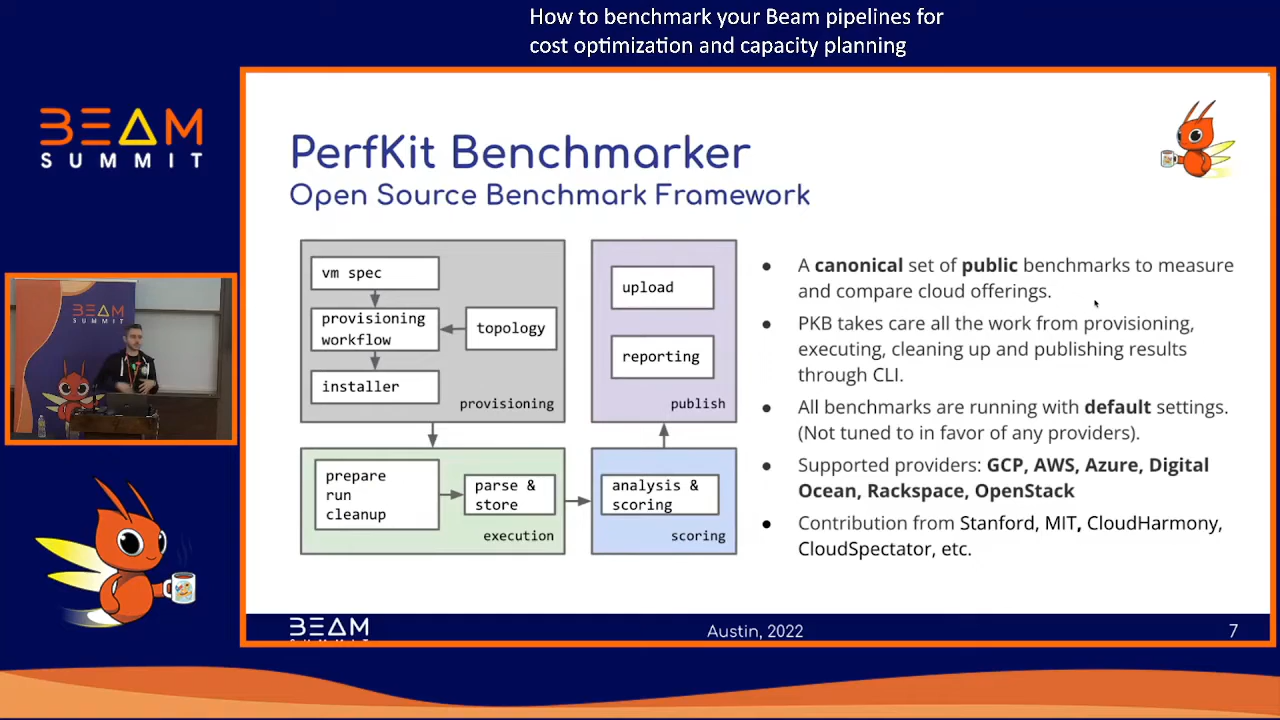 How to benchmark your Beam pipelines for
cost optimization and capacity planning
BEAM
SUMMIT
PerfKit Benchmarker
Open Source Benchmark Framework
vm spec
provisioning
workflow
topology
installer
provisioning
upload
reporting
publish
prepare
run
cleanup
parse &
store
execution
analysis &
scoring
scoring
● A canonical set of public benchmarks to measure
and compare cloud offerings.
● PKB takes care all the work from provisioning,
executing, cleaning up and publishing results
through CLI.
● All benchmarks are running with default settings.
(Not tuned to in favor of any providers).
● Supported providers: GCP, AWS, Azure, Digital
Ocean, Rackspace, OpenStack
● Contribution from Stanford, MIT, CloudHarmony,
CloudSpectator, etc.
BEAM
SUMMIT
BEAM
Austin, 2022
7